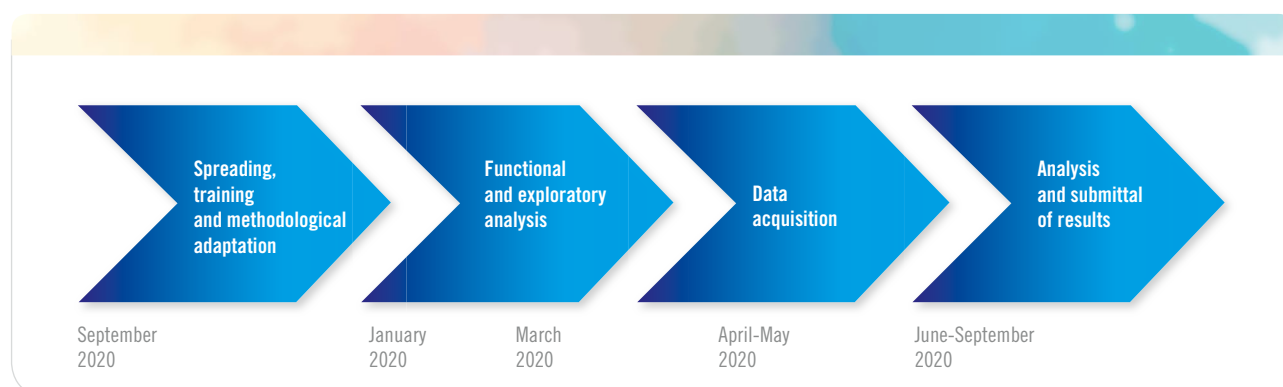 Spreading,
training
and methodological
adaptation
Functional
and exploratory
analysis
Data
acquisition
Analysis
and submittal
of results
September
2020
January
2020
March
2020
April-May
2020
June-September
2020